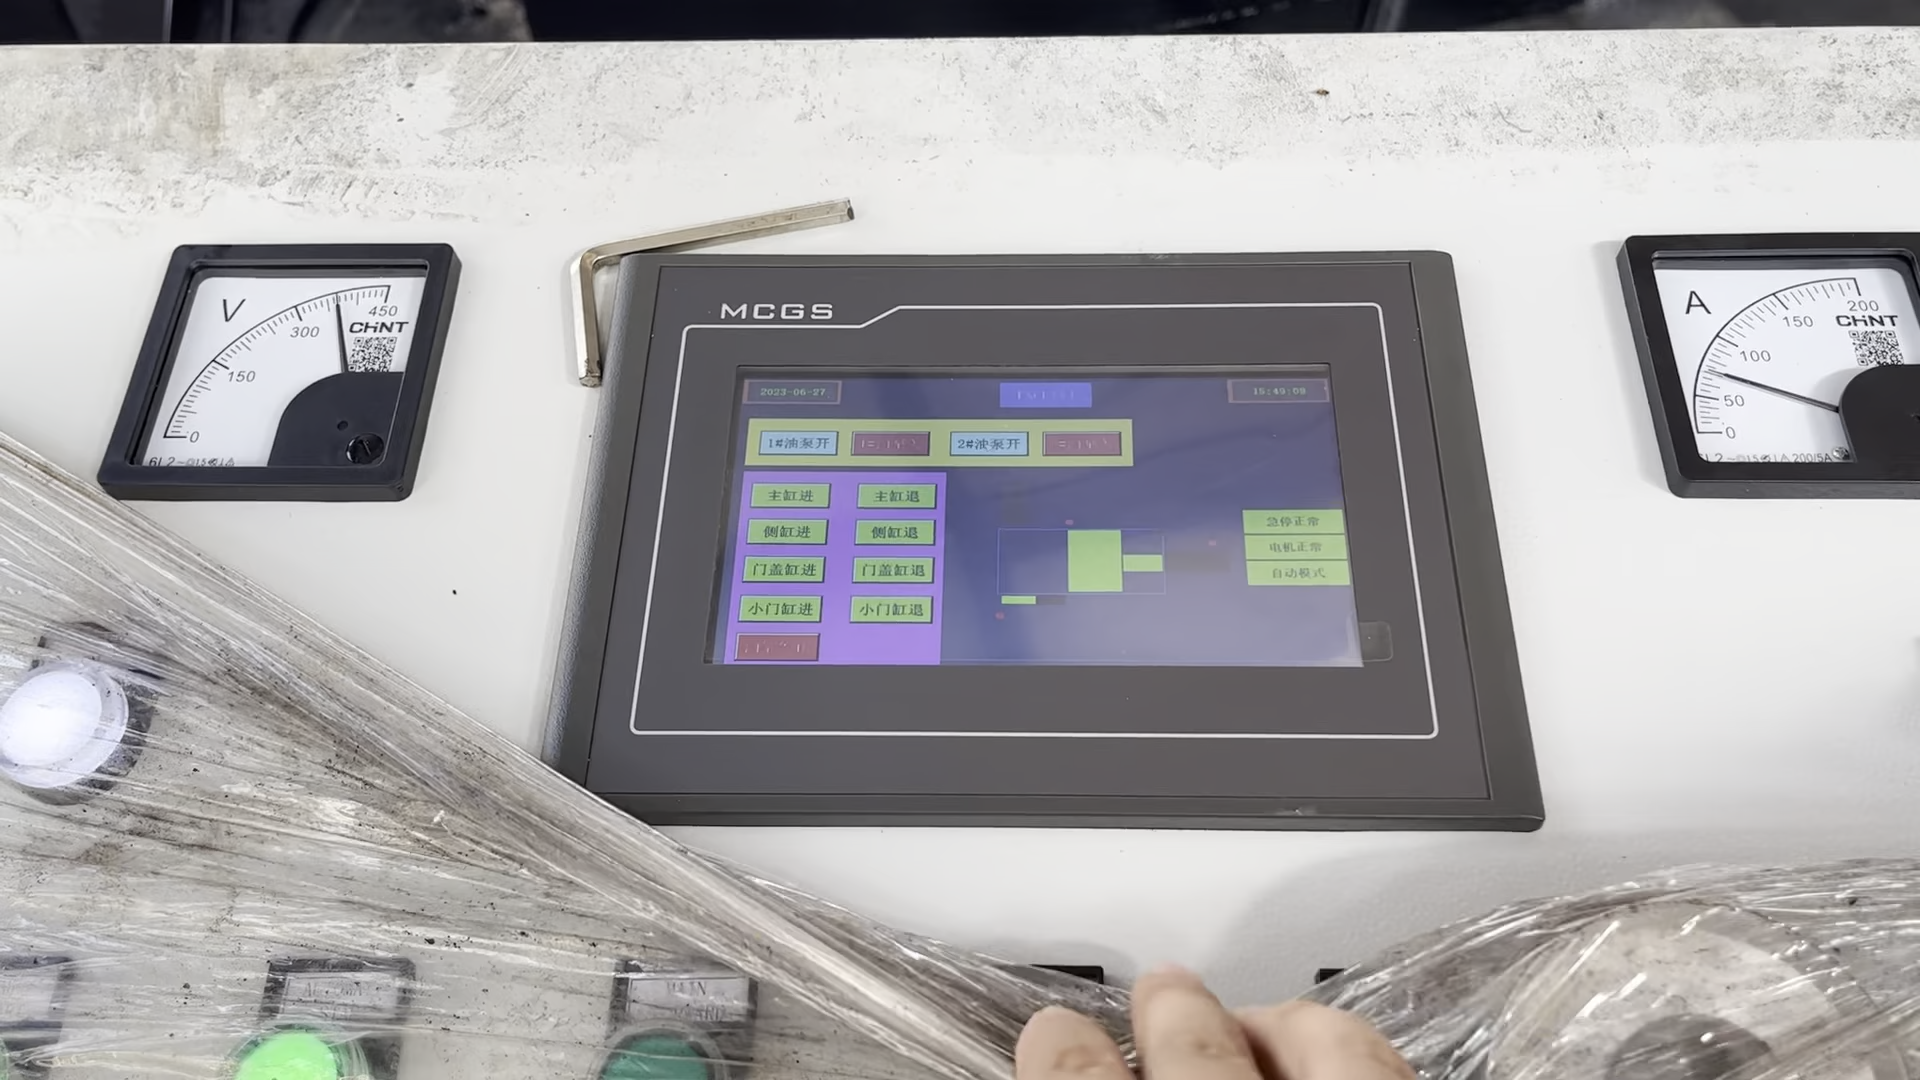 V
450
300
150
0
CHNT
MCGS
2023-06-27
15:49:09
1#油泵开
2#油泵开
主缸进
主缸退
侧缸进
侧缸退
门盖缸进
门盖缸退
小门缸进
小门缸退
急停正常
电机正常
自动模式
A
200
150
100
50
0
CHNT
200/5A
MAIN